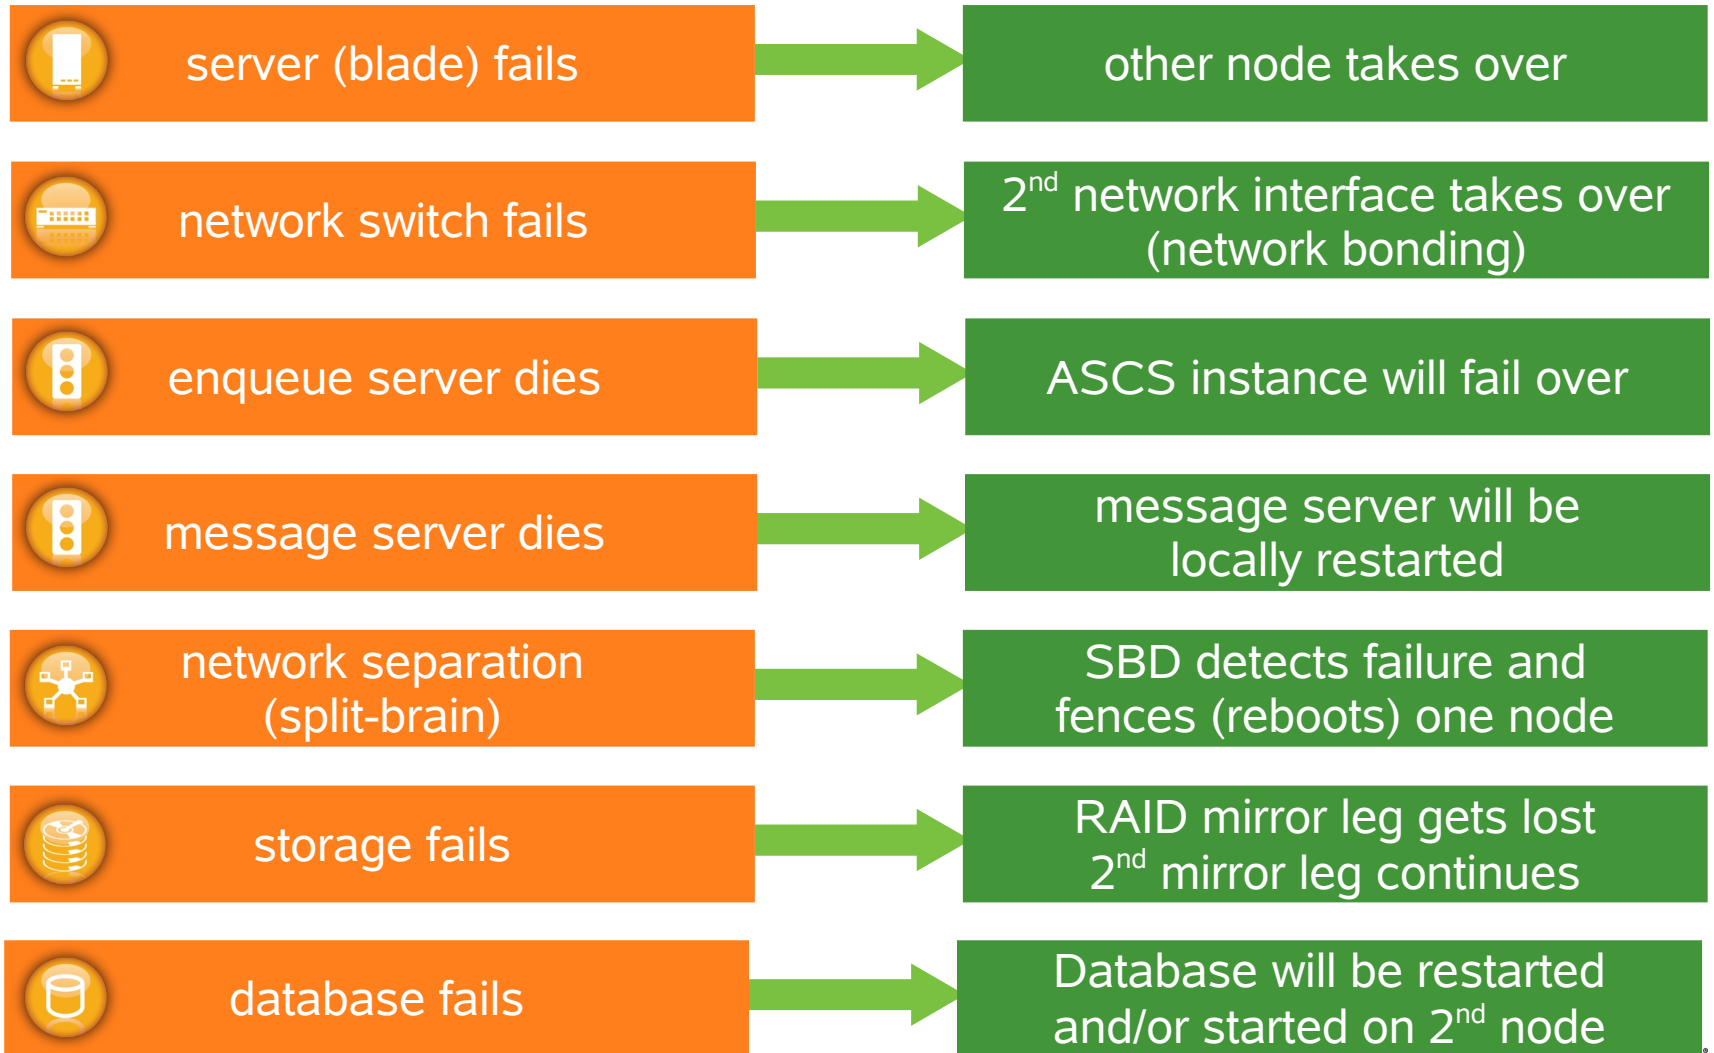 server (blade) fails
other node takes over
network switch fails
2nd network interface takes over
(network bonding)
enqueue server dies
ASCS instance will fail over
message server dies
message server will be
locally restarted
network separation
(split-brain)
SBD detects failure and
fences (reboots) one node
storage fails
RAID mirror leg gets lost
2nd mirror leg continues
database fails
Database will be restarted
and/or started on 2nd node